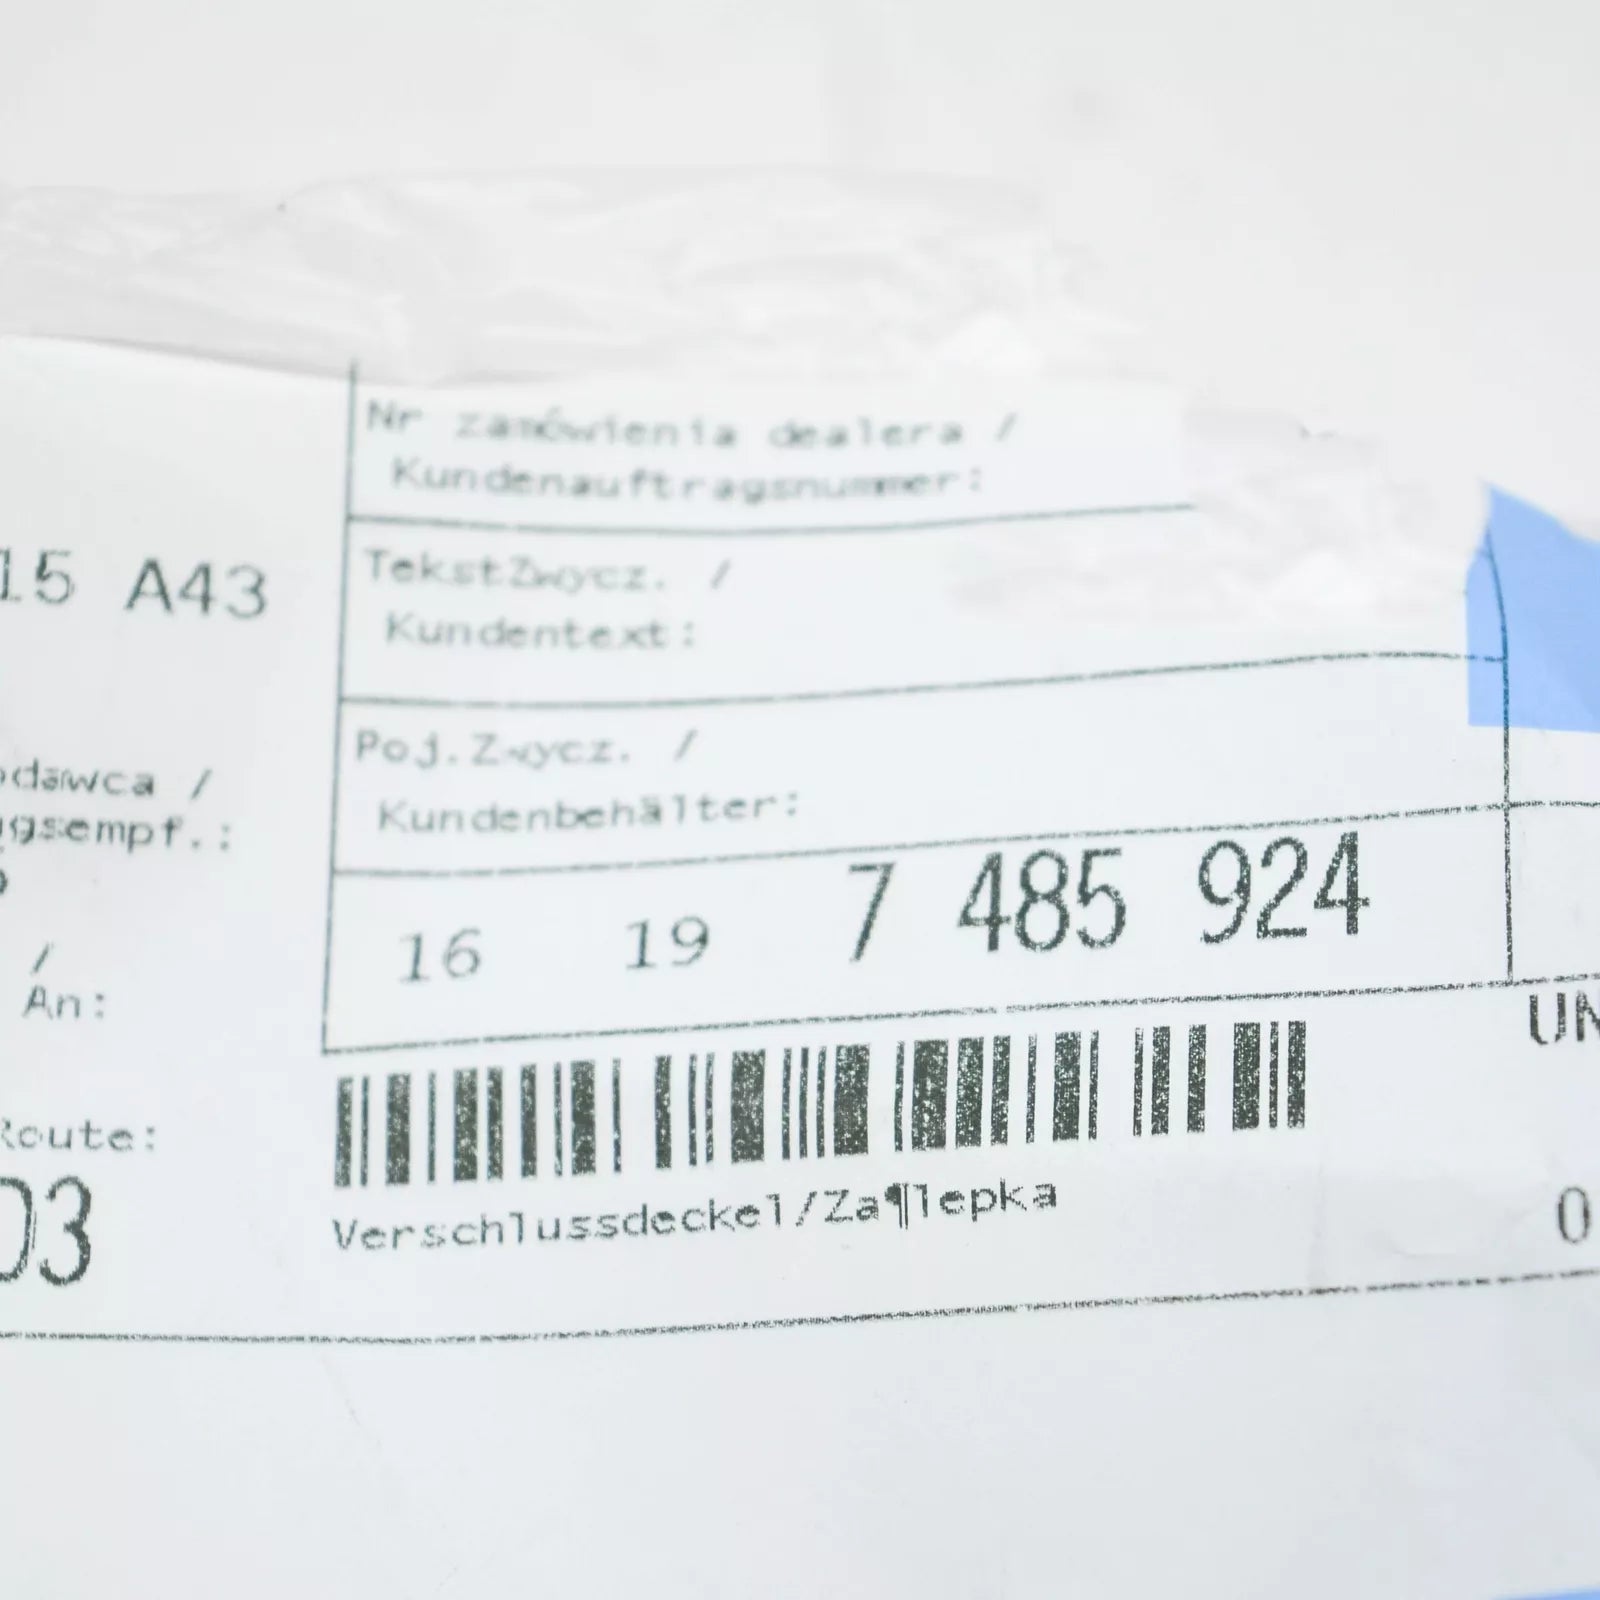 Nr zamówienia dealera /
Kundenauftragsnummer:
15 A43
TekstZwycz. /
Kundentext:
Poj.Zwycz. /
Kundenbehälter:
odawca /
gsempf.:
/
An:
16 19 7 485 924
UN
Route:
03
Verschlussdeckel/Za¶lepka
0